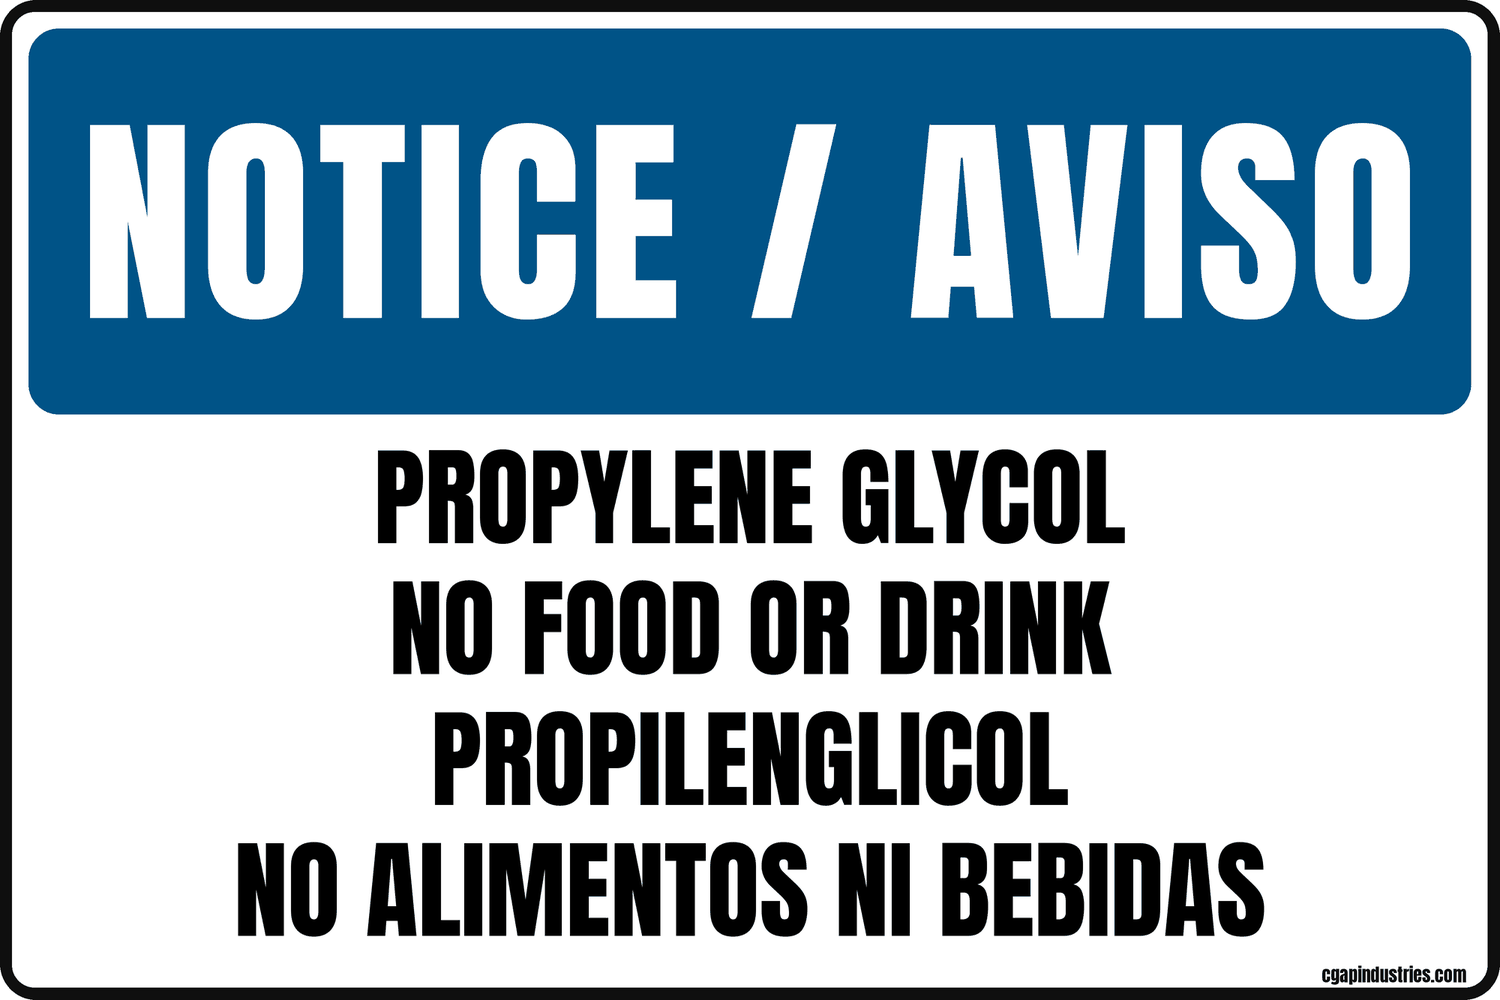 NOTICE / AVISO
PROPYLENE GLYCOL
NO FOOD OR DRINK
PROPILENGLICOL
NO ALIMENTOS NI BEBIDAS
cgapindustries.com